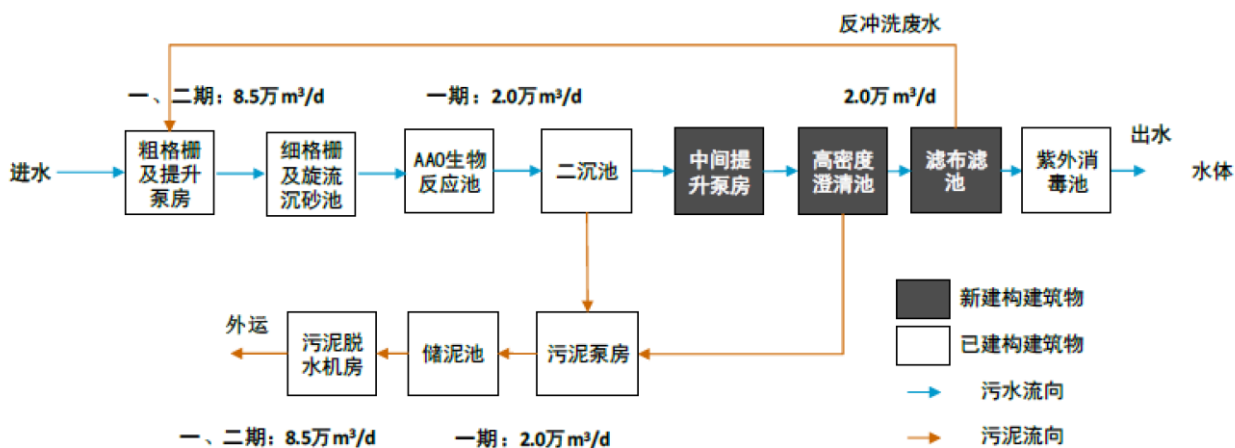 反冲洗废水
一、二期：8.5万m³/d
一期：2.0万m³/d
2.0万m³/d
进水
粗格栅
及提升
泵房
细格栅
及旋流
沉砂池
AAO生物
反应池
二沉池
中间提
升泵房
高密度
澄清池
滤布滤
池
紫外消
毒池
出水
水体
外运
污泥脱
水机房
储泥池
污泥泵房
新建构建筑物
已建构建筑物
污水流向
污泥流向
一、二期：8.5万m³/d
一期：2.0万m³/d